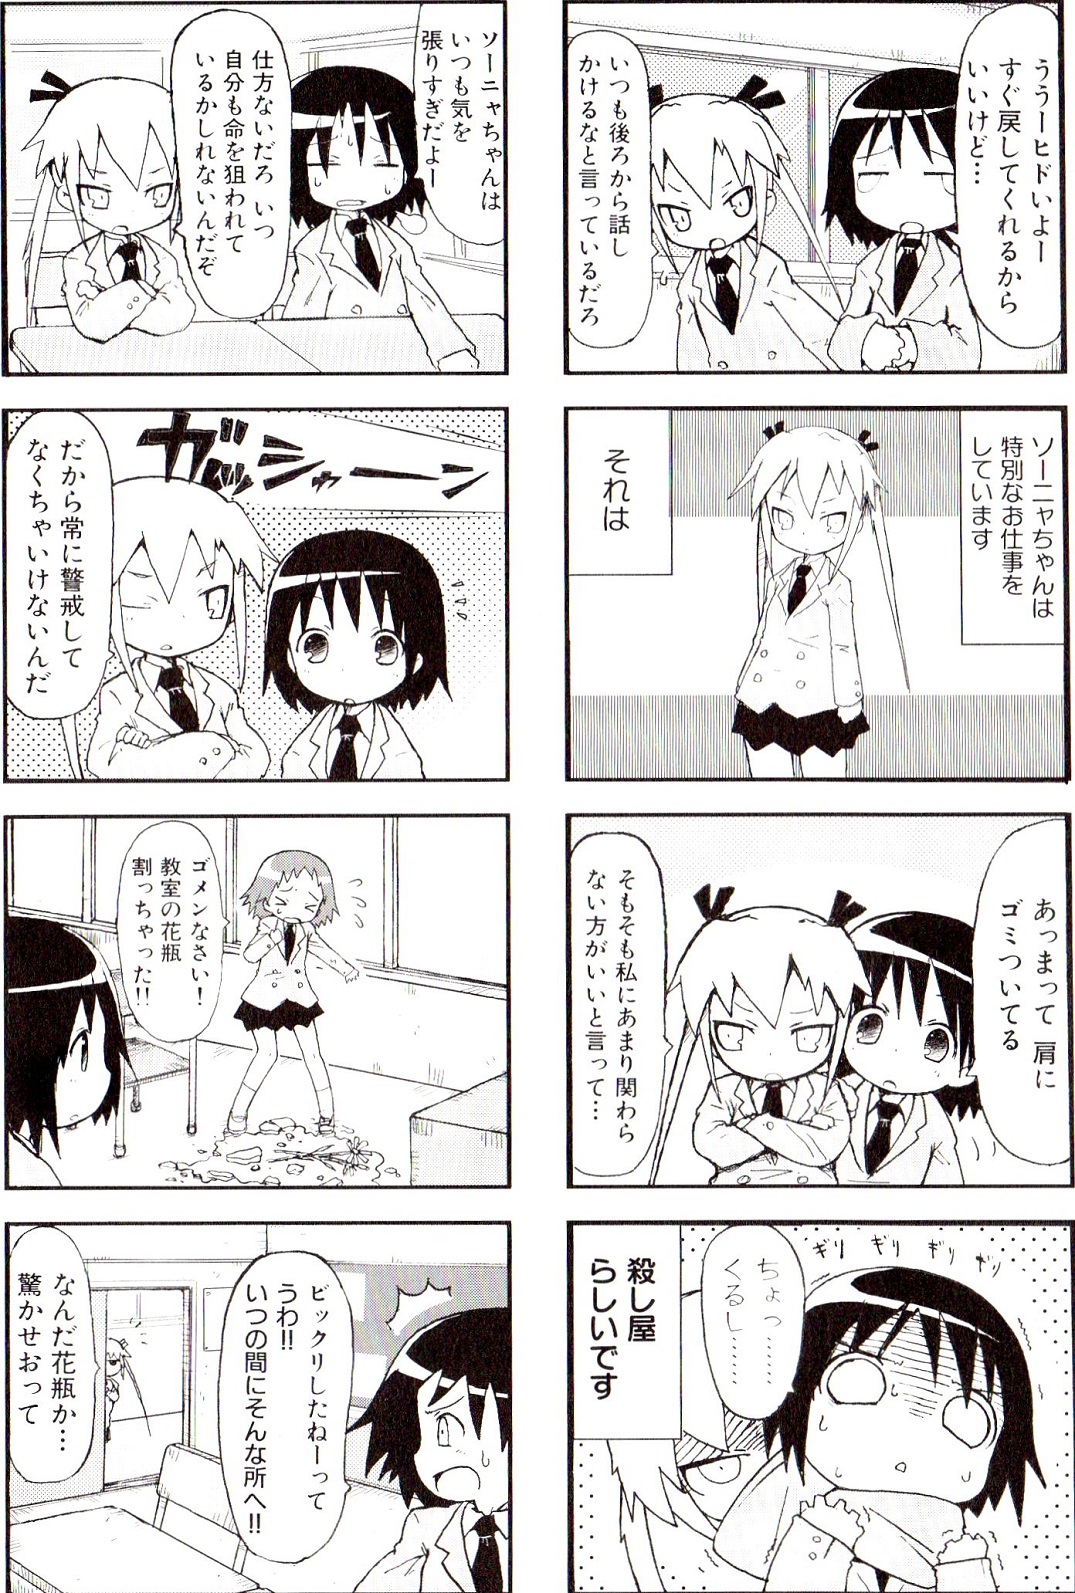 ううーヒドいよー
すぐ戻してくれるから
いいけど…
いつも後ろから話し
かけるなと言っているだろ
ソーニャちゃんは
特別なお仕事を
しています
それは
あっまって 肩に
ゴミついてる
そもそも私にあまり関わら
ない方がいいと言って…
ギリ ギリ ギリ ギリ
ちょっ………
くるし………
殺し屋
らしいです
ソーニャちゃんは
いつも気を
張りすぎだよー
仕方ないだろ いつ
自分も命を狙われて
いるかしれないんだぞ
ガッシャーーン
だから常に警戒して
なくちゃいけないんだ
ゴメンなさい!
教室の花瓶
割っちゃった!!
ビックリしたねーって
うわ!!
いつの間にそんな所へ!!
なんだ花瓶か…
驚かせおって